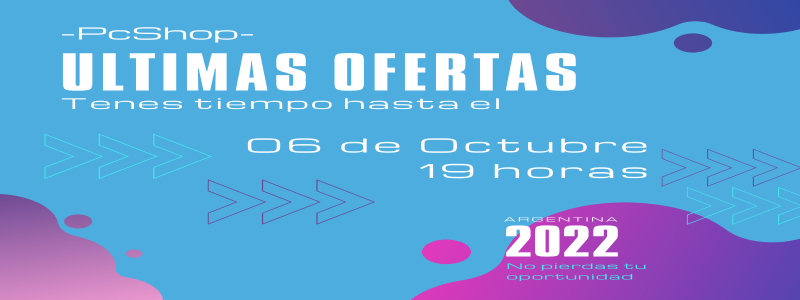 -PcShop-
ULTIMAS OFERTAS
Tenes tiempo hasta el
06 de Octubre
19 horas
ARGENTINA
2022
No pierdas tu
oportunidad